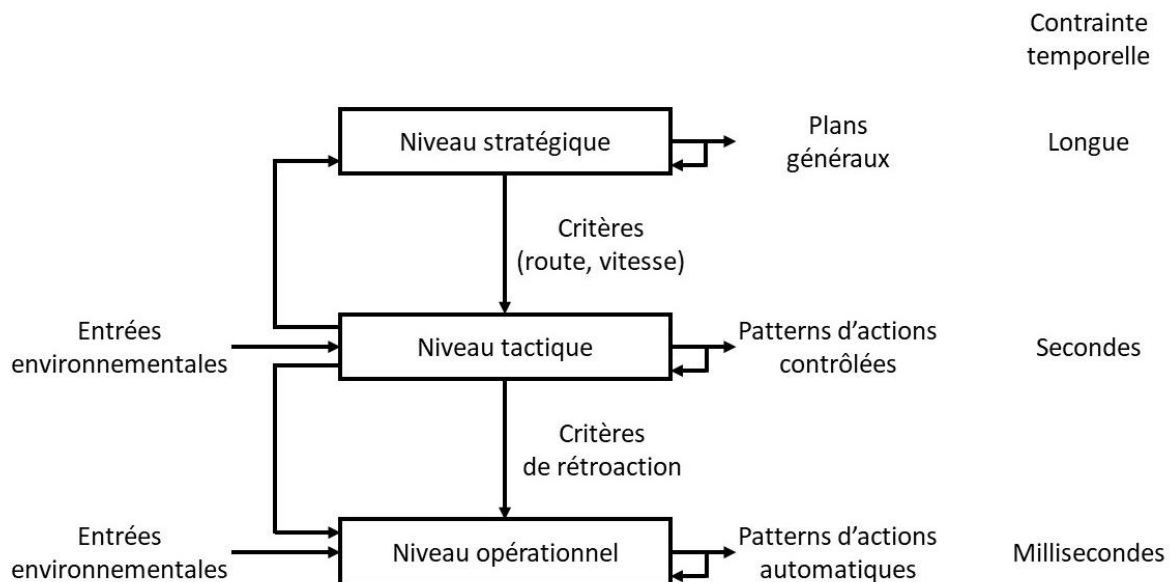 Contrainte
temporelle
Niveau stratégique
Plans
généraux
Longue
Critères
(route, vitesse)
Entrées
environnementales
Niveau tactique
Patterns d’actions
contrôlées
Secondes
Critères
de rétroaction
Entrées
environnementales
Niveau opérationnel
Patterns d’actions
automatiques
Millisecondes